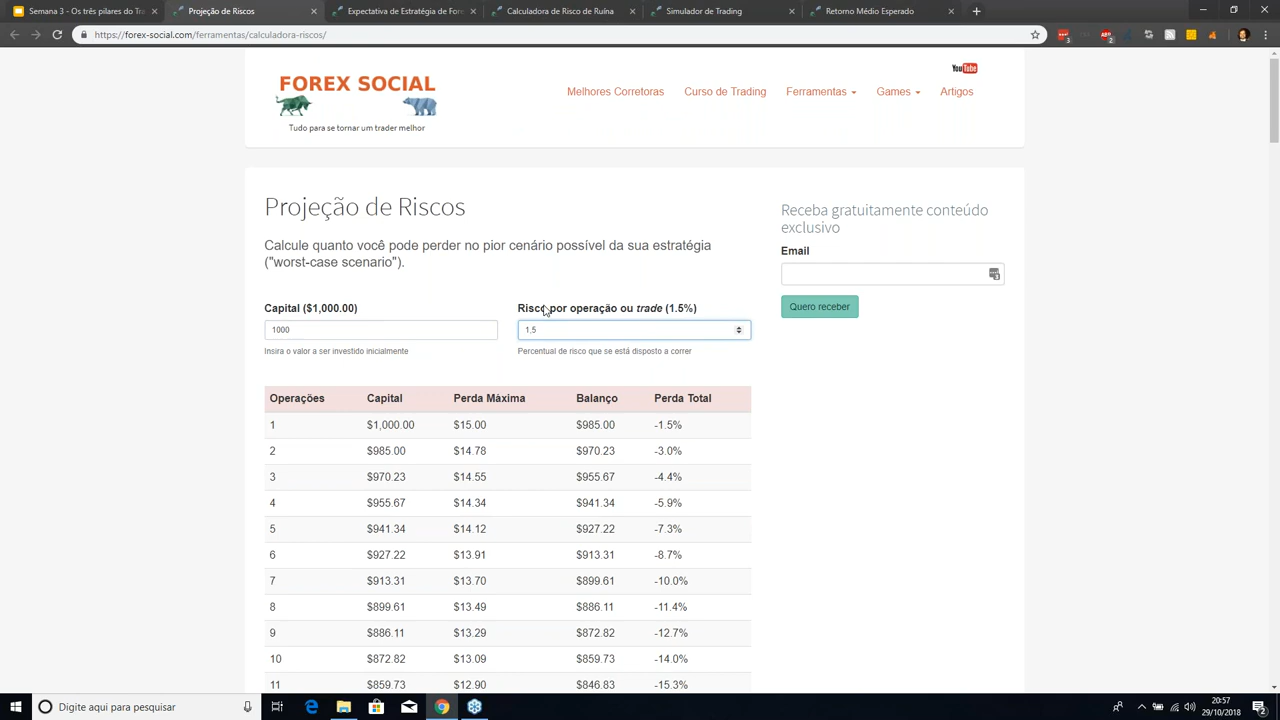 Semana 3 - Os três pilares do Tra
Projeção de Riscos
Expectativa e Estratégia de Fore
Calculadora de Risco de Ruína
Simulador de Trading
Retorno Médio Esperado
https://forex-social.com/ferramentas/calculadora-riscos/
FOREX SOCIAL
Tudo para se tornar um trader melhor
YouTube
Melhores Corretoras Curso de Trading Ferramentas Games Artigos
Projeção de Riscos
Calcule quanto você pode perder no pior cenário possível da sua estratégia
("worst-case scenario").
Capital ($1,000.00)
1000
Insira o valor a ser investido inicialmente
Risco por operação ou trade (1.5%)
1,5
Percentual de risco que se está disposto a correr
Operações Capital Perda Máxima Balanço Perda Total
1 $1,000.00 $15.00 $985.00 -1.5%
2 $985.00 $14.78 $970.23 -3.0%
3 $970.23 $14.55 $955.67 -4.4%
4 $955.67 $14.34 $941.34 -5.9%
5 $941.34 $14.12 $927.22 -7.3%
6 $927.22 $13.91 $913.31 -8.7%
7 $913.31 $13.70 $899.61 -10.0%
8 $899.61 $13.49 $886.11 -11.4%
9 $886.11 $13.29 $872.82 -12.7%
10 $872.82 $13.09 $859.73 -14.0%
11 $859.73 $12.90 $846.83 -15.3%
Receba gratuitamente conteúdo
exclusivo
Email
Quero receber
Digite aqui para pesquisar
20:57
29/10/2018